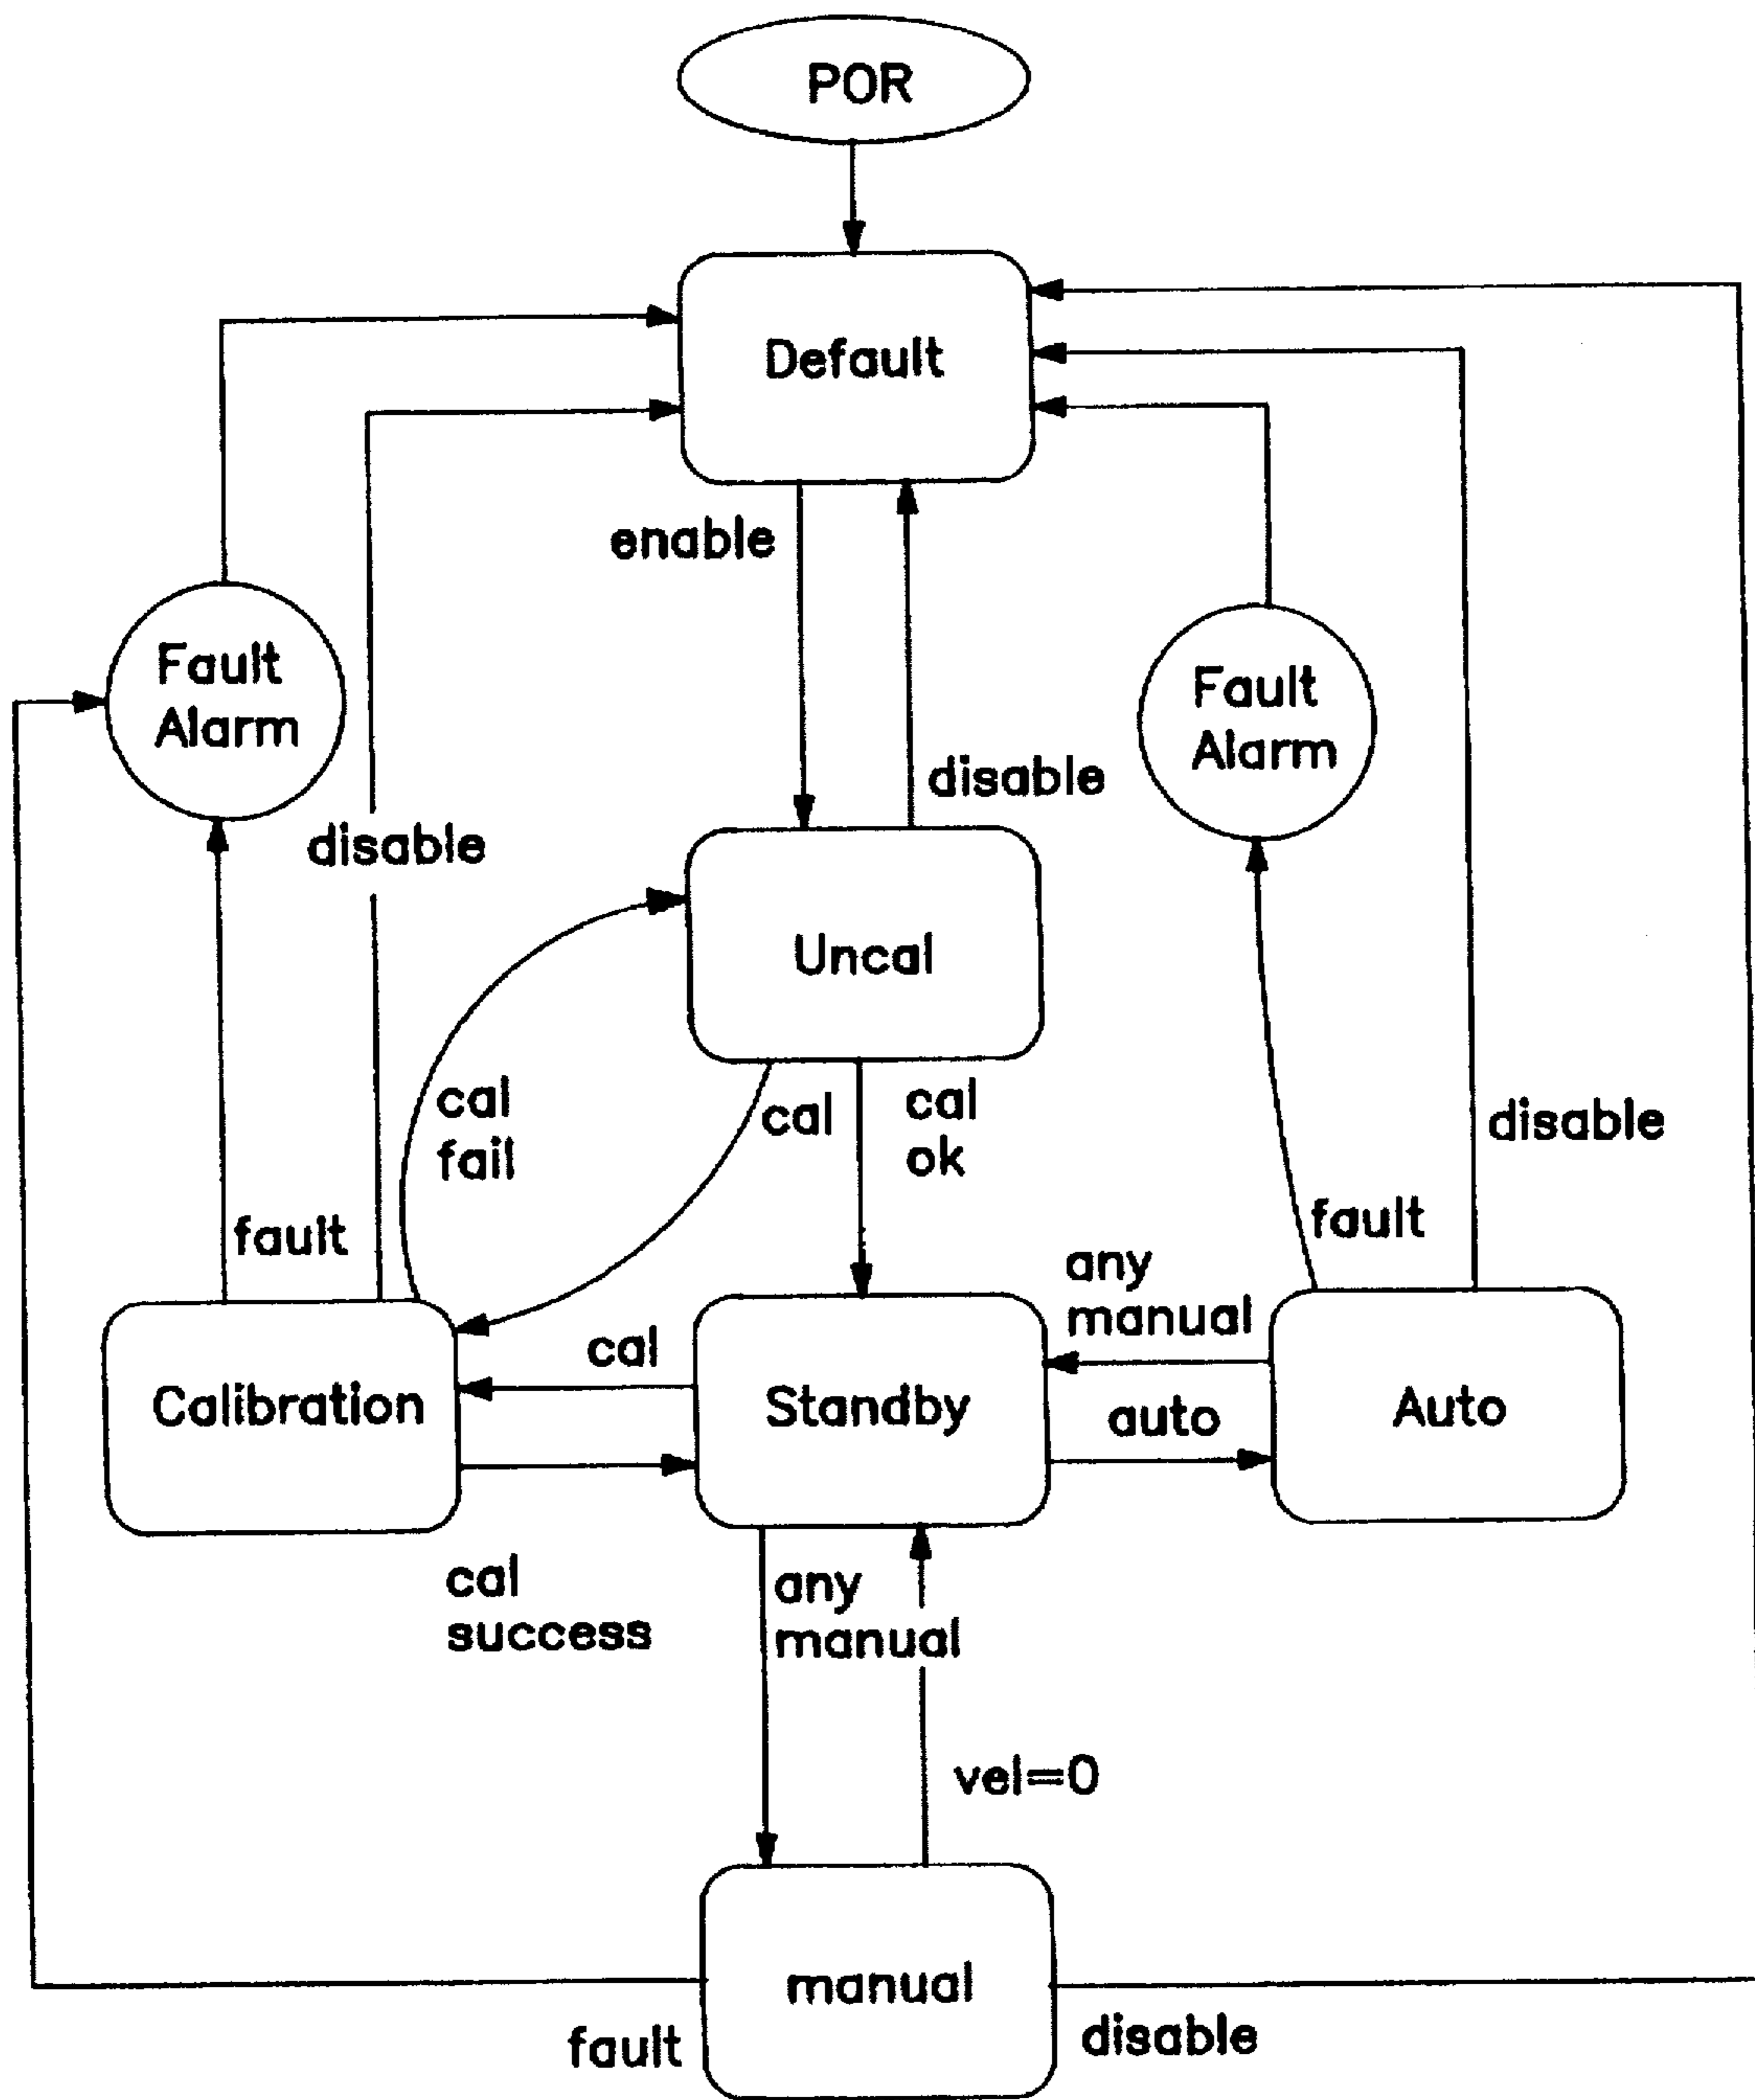 POR
Default
enable
Fault
Alarm
Fault
Alarm
disable
disable
Uncal
cal
fail
cal
cal
ok
disable
fault
fault
any
manual
cal
Calibration
Standby
auto
Auto
cal
success
any
manual
vel=0
manual
fault
disable